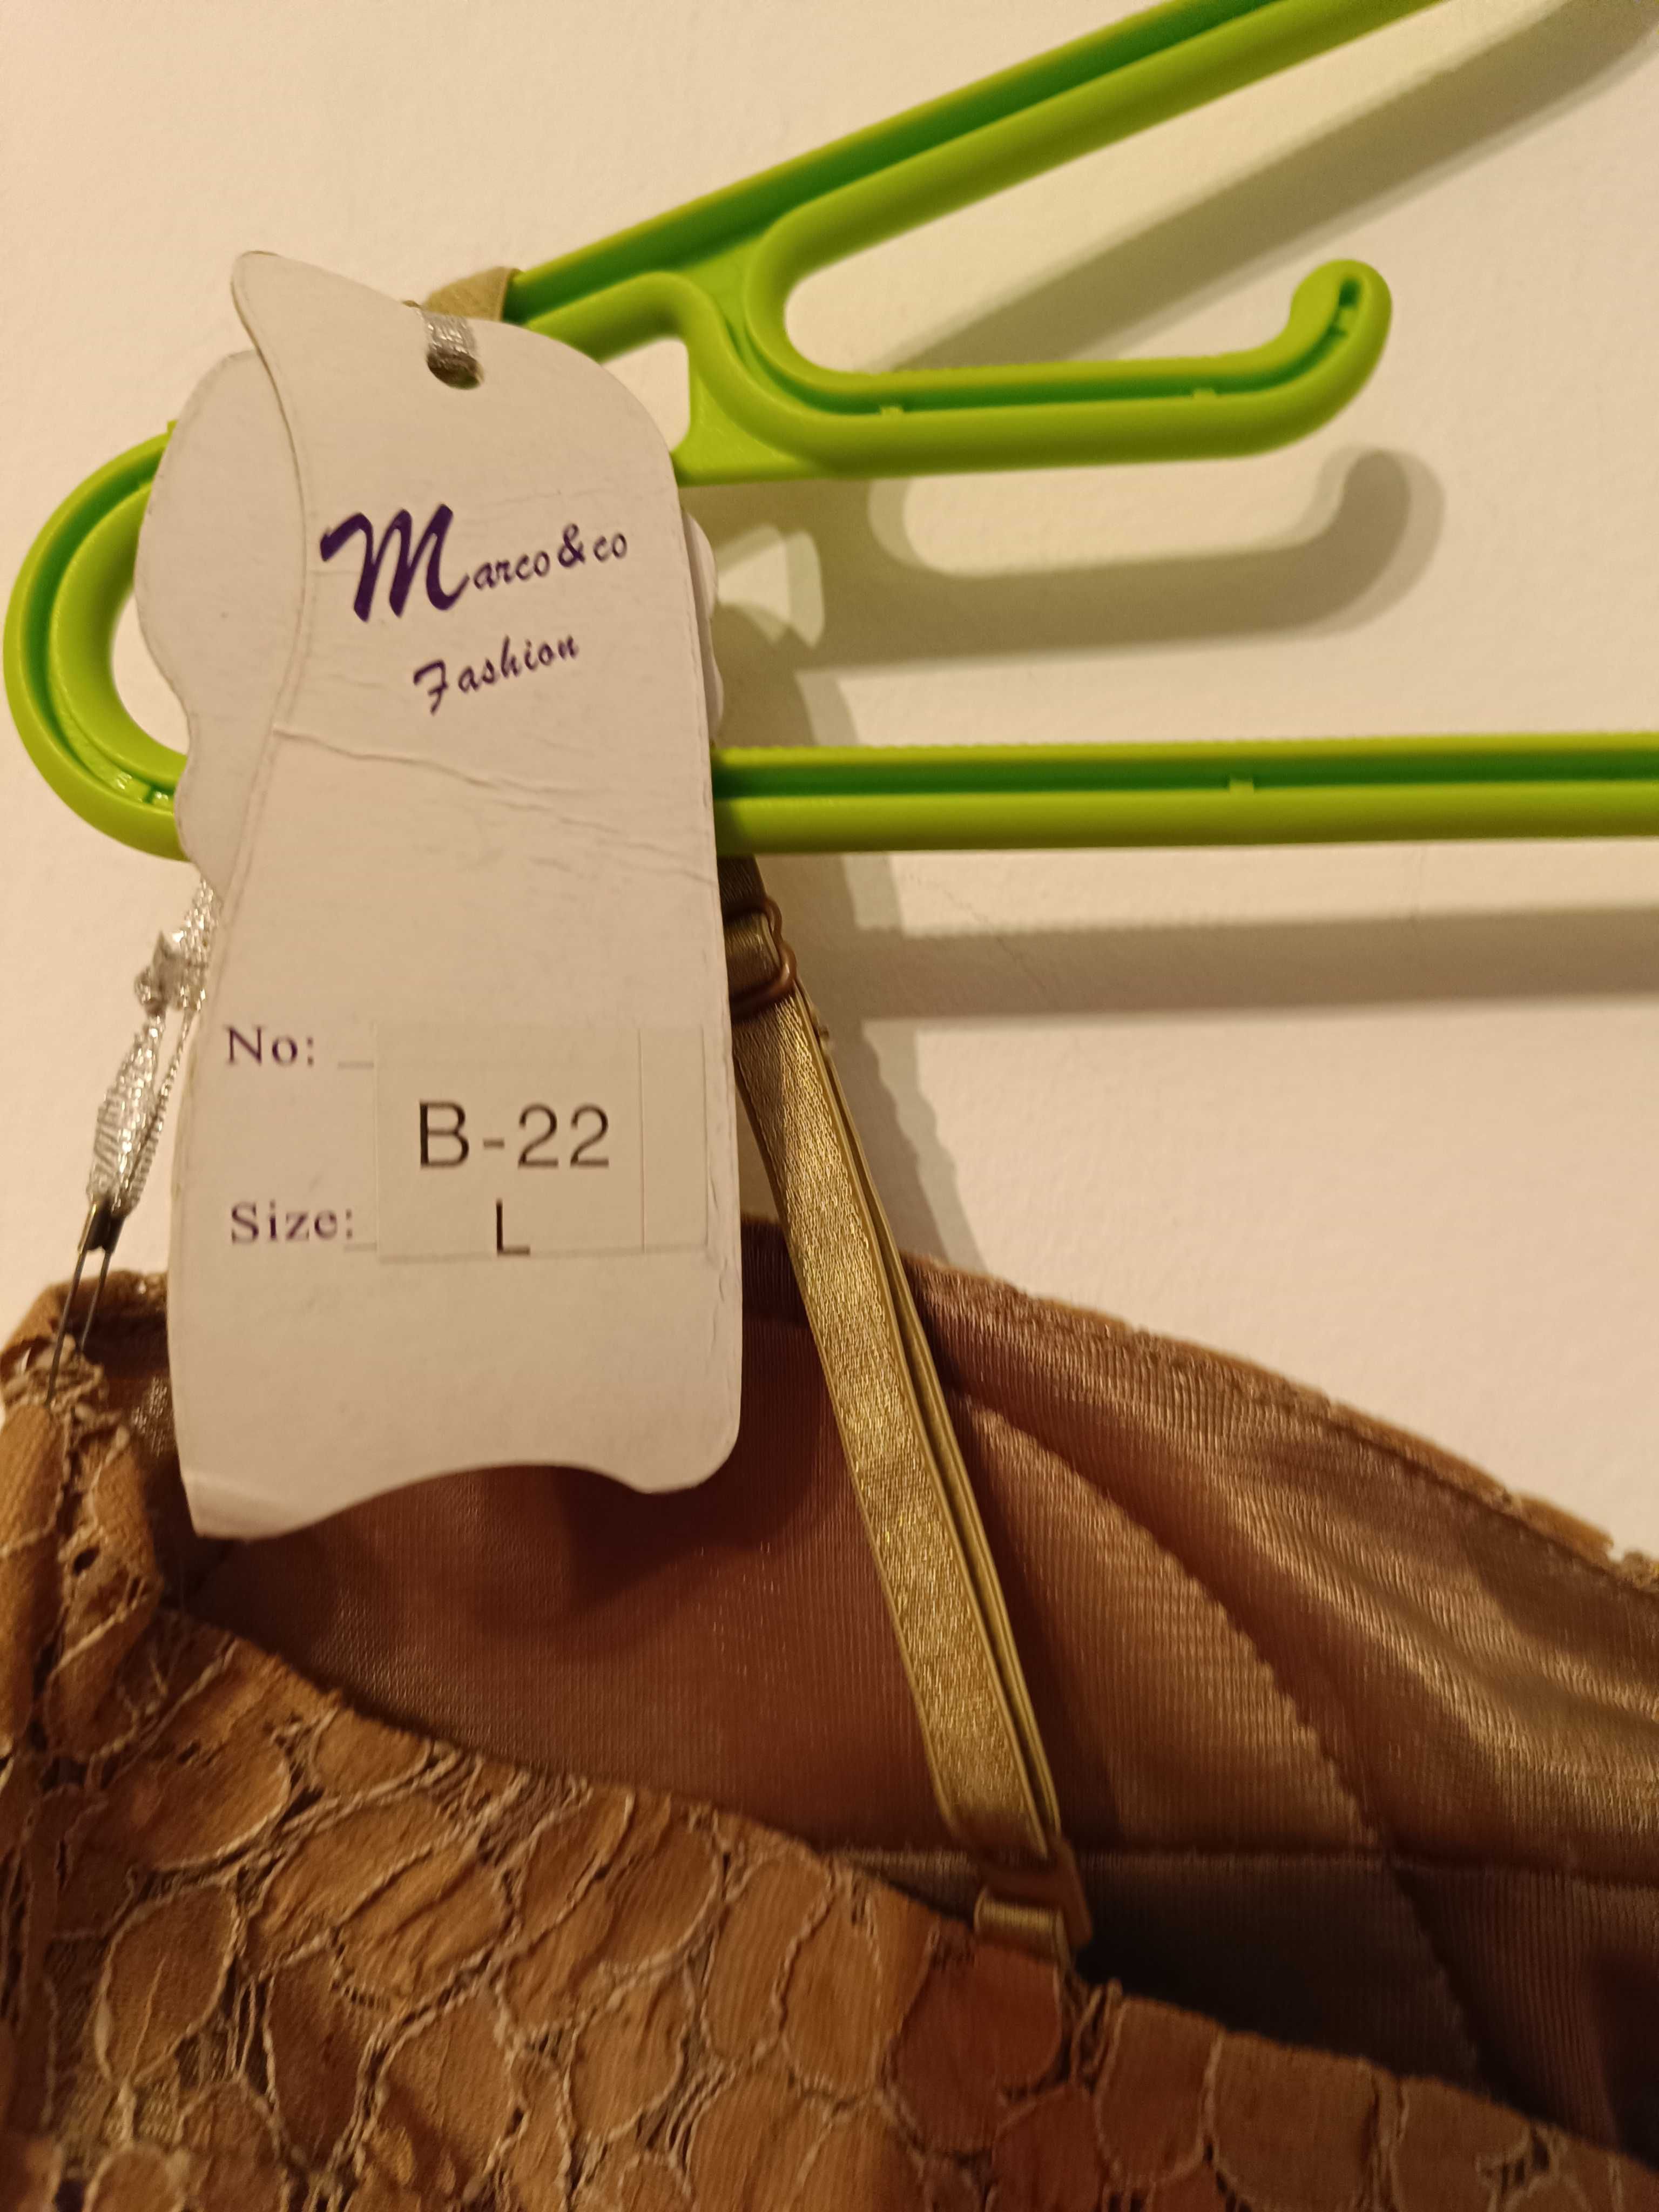 Marco & co
Fashion
No:
B-22
Size:
L